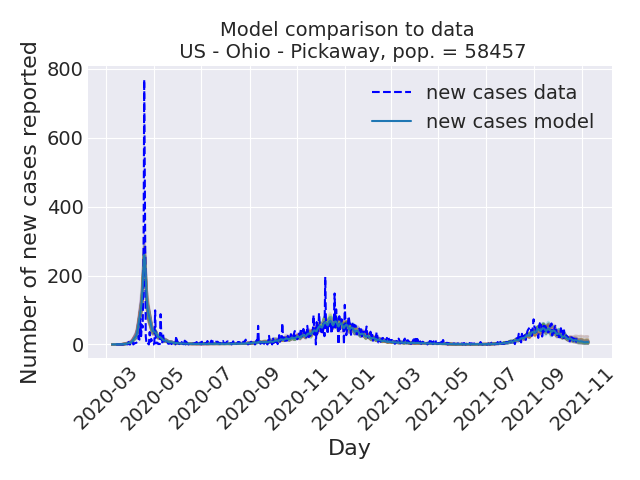 Model comparison to data
US - Ohio - Pickaway, pop. = 58457
Number of new cases reported
800
600
400
200
0
new cases data
new cases model
2020-03
2020-05
2020-07
2020-09
2020-11
2021-01
2021-03
2021-05
2021-07
2021-09
2021-11
Day